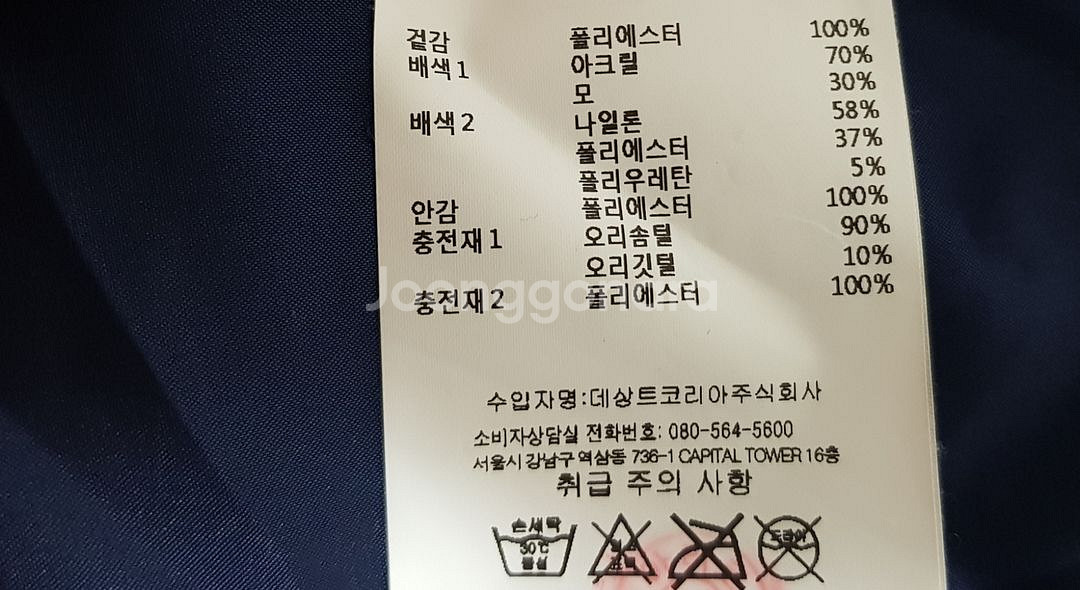 겉감 폴리에스터 100%
배색1 아크릴 70%
모 30%
배색2 나일론 58%
폴리에스터 37%
폴리우레탄 5%
안감 폴리에스터 100%
충전재1 오리솜털 90%
오리깃털 10%
충전재2 폴리에스터 100%
Joonggonara
수입자명:데상트코리아주식회사
소비자상담실 전화번호: 080-564-5600
서울시 강남구 역삼동 736-1 CAPITAL TOWER 16층
취급 주의 사항
손세탁
30℃
중성
드라이